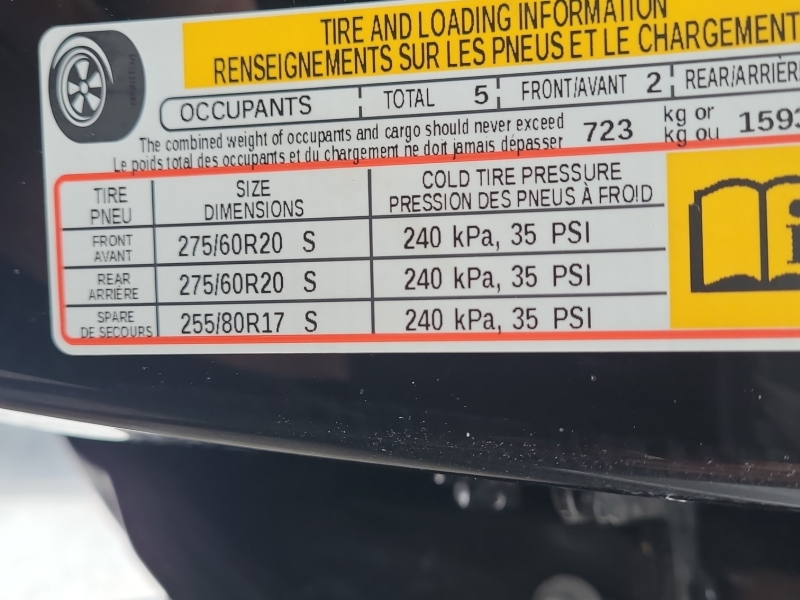 TIRE AND LOADING INFORMATION
RENSEIGNEMENTS SUR LES PNEUS ET LE CHARGEMENT
OCCUPANTS TOTAL 5 FRONT/AVANT 2 REAR/ARRIÈRE
The combined weight of occupants and cargo should never exceed
Le poids total des occupants et du chargement ne doit jamais dépasser
723 kg or
kg ou
TIRE
PNEU
SIZE
DIMENSIONS
COLD TIRE PRESSURE
PRESSION DES PNEUS À FROID
FRONT
AVANT
275/60R20 S 240 kPa, 35 PSI
REAR
ARRIÈRE
275/60R20 S 240 kPa, 35 PSI
SPARE
DE SECOURS
255/80R17 S 240 kPa, 35 PSI